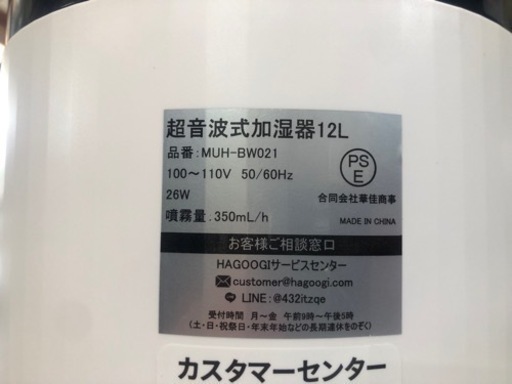 超音波式加湿器12L
品番:MUH-BW021
100～110V 50/60Hz
26W
噴霧量.350mL/h
PS
E
合同会社華佳商事
MADE IN CHINA
お客様ご相談窓口
HAGOOGIサービスセンター
customer@hagoogi.com
LINE:@432itzqe
受付時間 月～金 午前9時～午後5時
(土・日・祝祭日・年末年始などの長期連休をのぞく)
カスタマーセンター